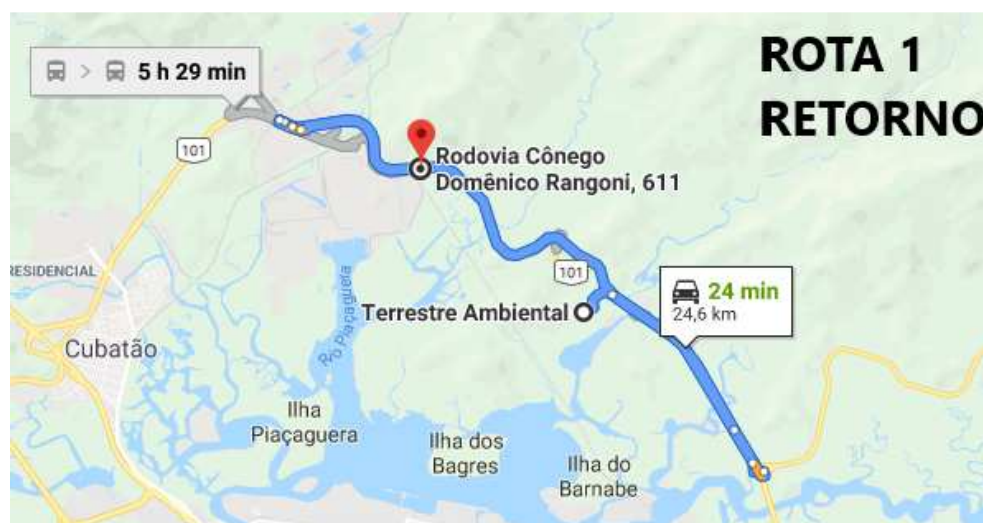 ROTA 1
RETORNO
5 h 29 min
101
Rodovia Cônego
Domênico Rangoni, 611
RESIDENCIAL
101
24 min
24,6 km
Terrestre Ambiental
Rio Piaçaguera
Cubatão
Ilha
Piaçaguera
Ilha dos
Bagres
Ilha do
Barnabe